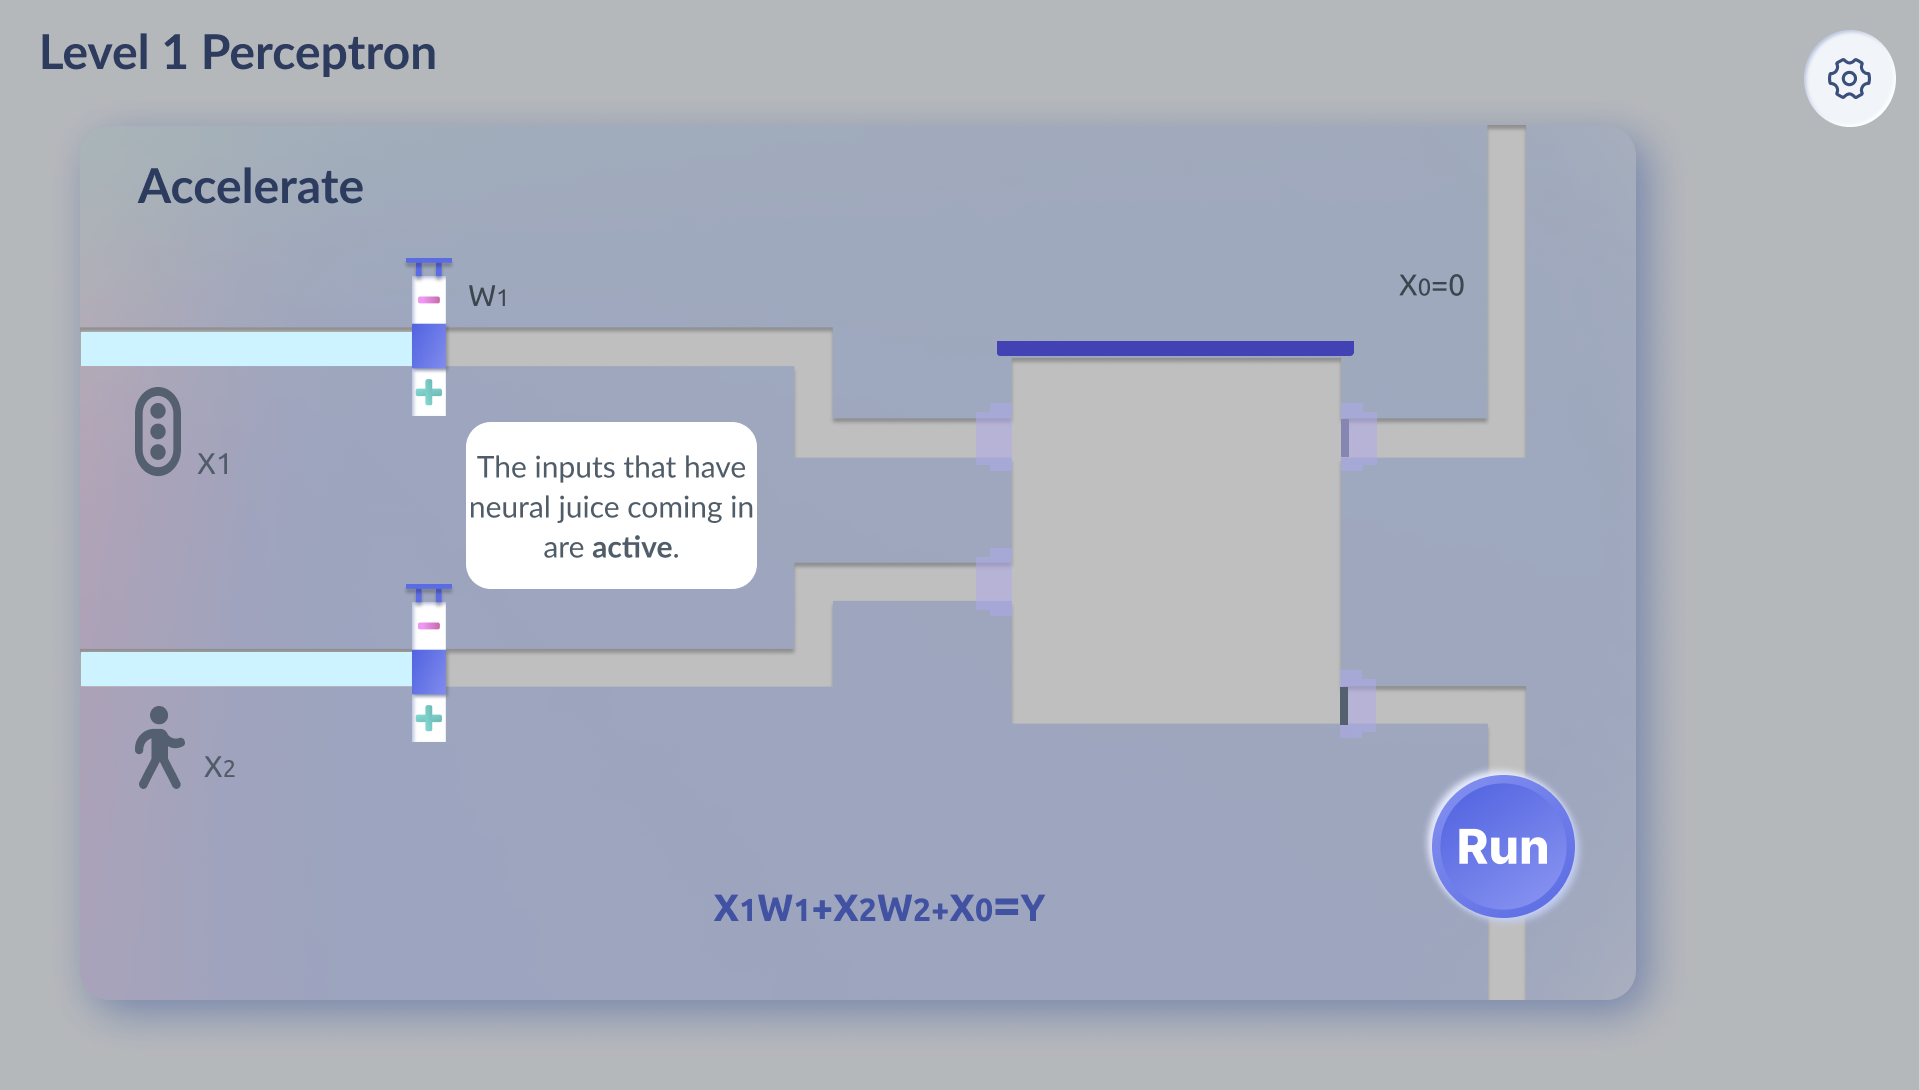 Level 1 Perceptron
Accelerate
W1
X0=0
X1
The inputs that have
neural juice coming in
are active.
X2
Run
X1W1+X2W2+X0=Y